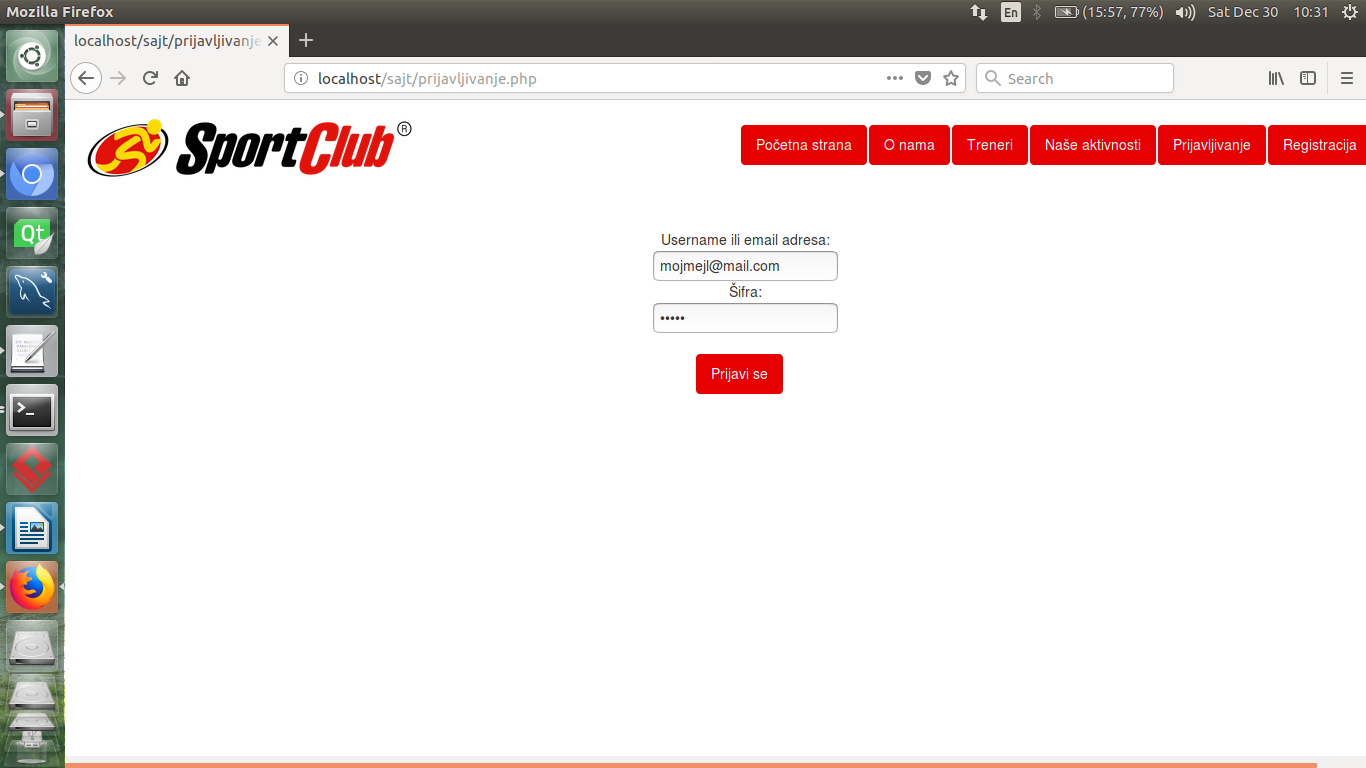 Mozilla Firefox
En
(15:57, 77%)
Sat Dec 30
10:31
localhost/sajt/prijavljivanje
localhost/sajt/prijavljivanje.php
Search
SportClub®
Početna strana
O nama
Treneri
Naše aktivnosti
Prijavljivanje
Registracija
Username ili email adresa:
mojmejl@mail.com
Šifra:
•••••
Prijavi se
Qt
>_